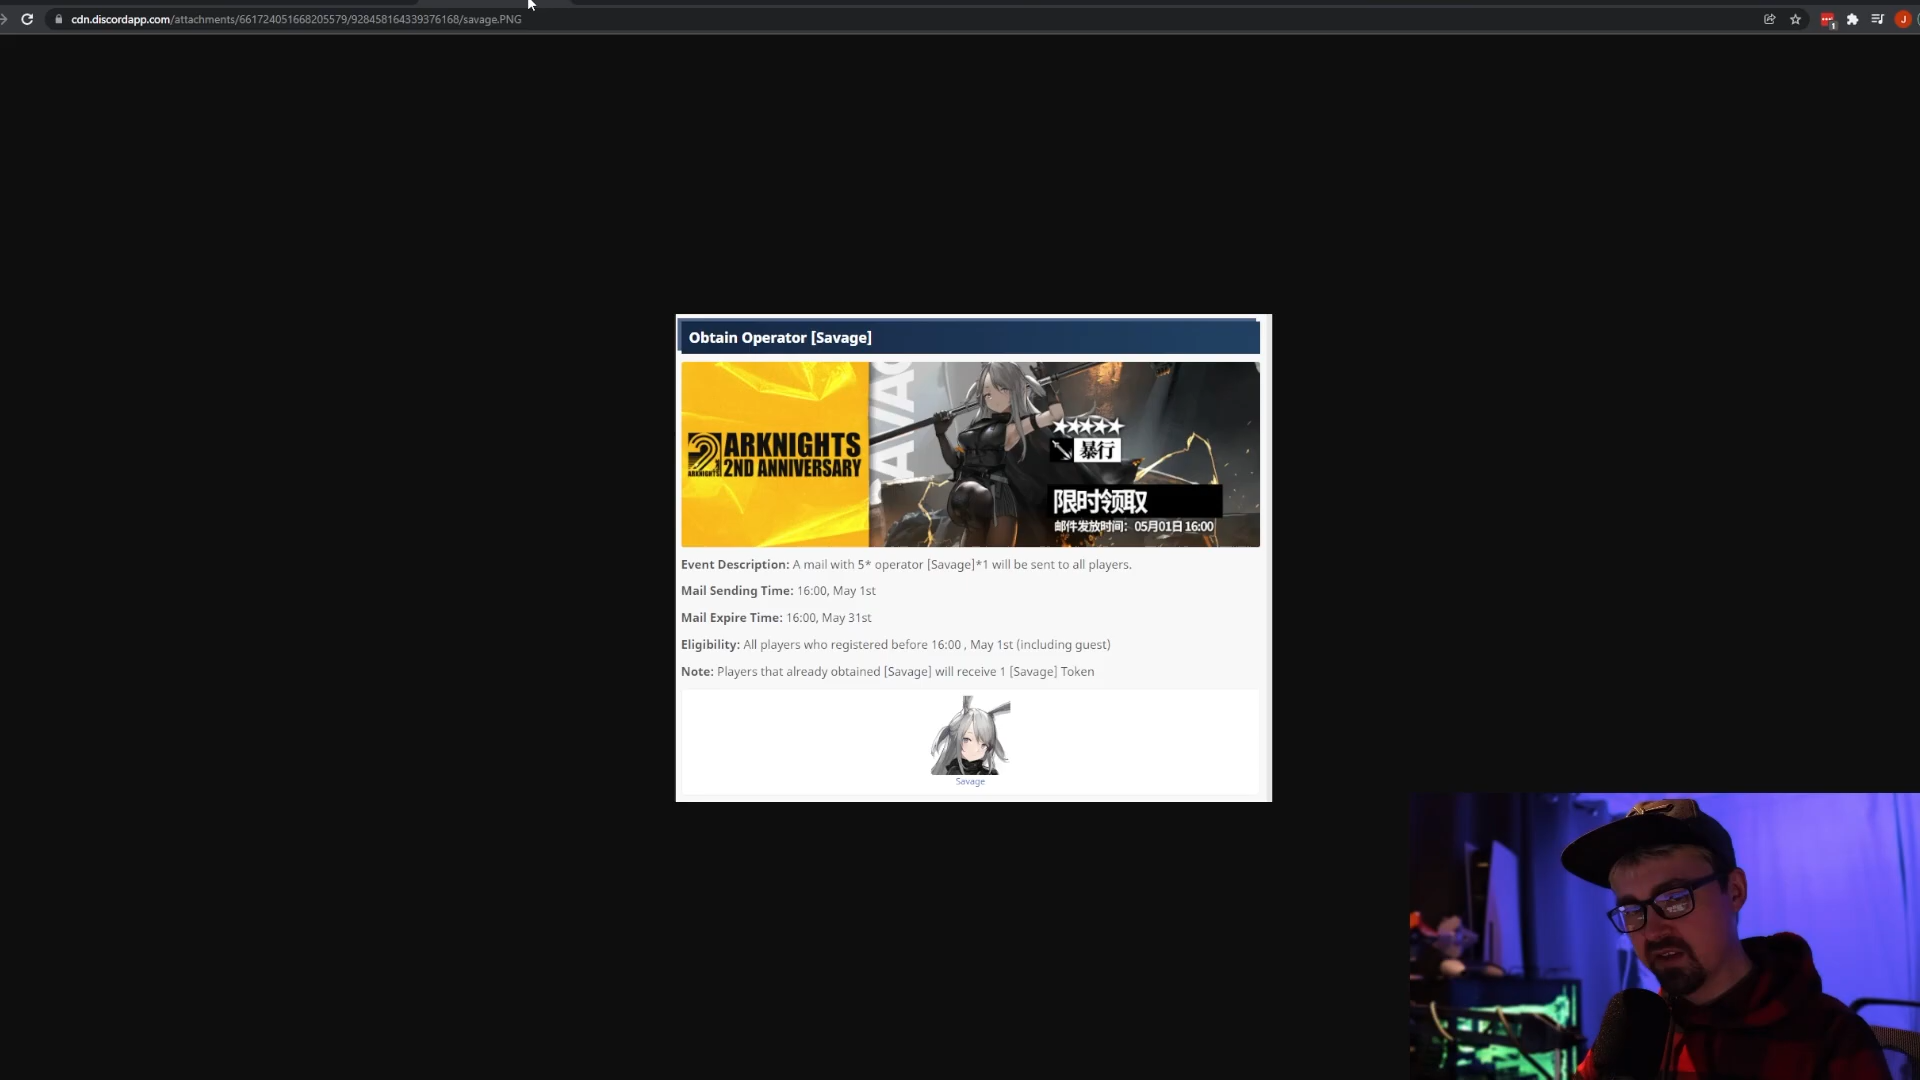 cdn.discordapp.com/attachments/661724051668205579/928458164339376168/savage.PNG
1
J
Obtain Operator [Savage]
SAVAG
ARKNIGHTS
2ND ANNIVERSARY
ARKNIGHTS
暴行
限时领取
邮件发放时间：05月01日 16:00
Event Description: A mail with 5* operator [Savage]*1 will be sent to all players.
Mail Sending Time: 16:00, May 1st
Mail Expire Time: 16:00, May 31st
Eligibility: All players who registered before 16:00 , May 1st (including guest)
Note: Players that already obtained [Savage] will receive 1 [Savage] Token
Savage